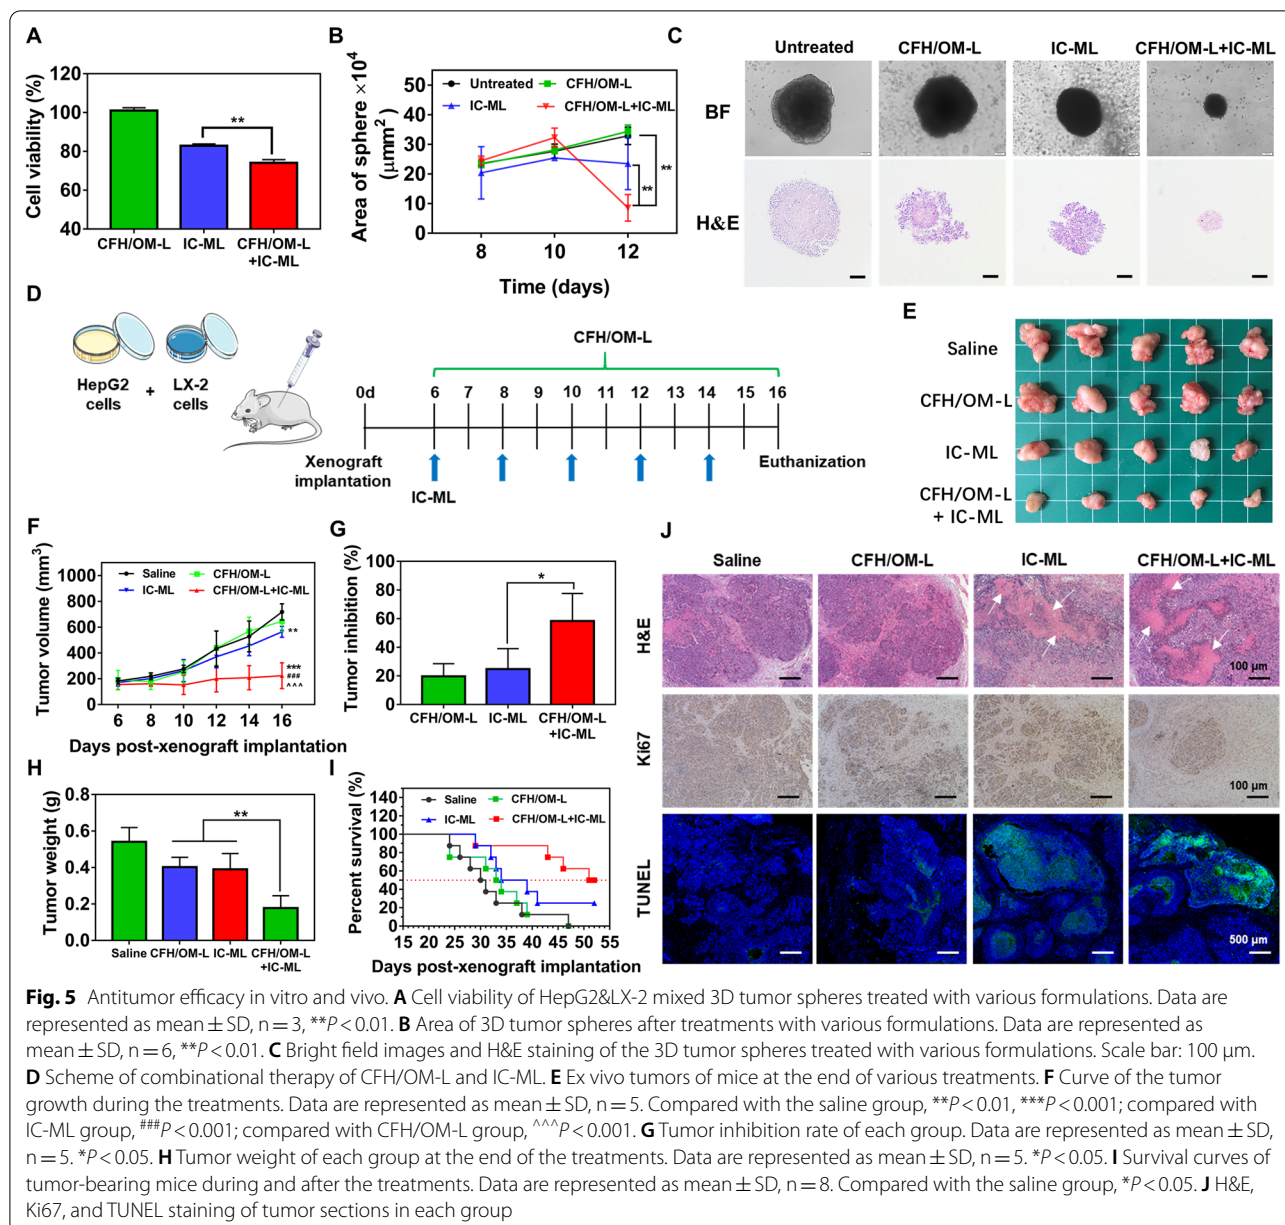 A
Cell viability (%)
120
100
80
60
40
**
CFH/OM-L
IC-ML
CFH/OM-L
+IC-ML
B
Area of sphere ×10⁴
(μmm²)
50
40
30
20
10
0
Untreated
CFH/OM-L
IC-ML
CFH/OM-L+IC-ML
**
**
8
10
12
Time (days)
C
Untreated
CFH/OM-L
IC-ML
CFH/OM-L+IC-ML
BF
H&E
D
HepG2
cells
+
LX-2
cells
CFH/OM-L
0d 6 7 8 9 10 11 12 13 14 15 16
Xenograft
implantation
IC-ML
Euthanization
E
Saline
CFH/OM-L
IC-ML
CFH/OM-L
+ IC-ML
F
Tumor volume (mm³)
1000
800
600
400
200
0
Saline
CFH/OM-L
IC-ML
CFH/OM-L+IC-ML
**
***
###
^^^
6 8 10 12 14 16
Days post-xenograft implantation
G
Tumor inhibition (%)
100
80
60
40
20
0
*
CFH/OM-L
IC-ML
CFH/OM-L
+IC-ML
H
Tumor weight (g)
0.8
0.6
0.4
0.2
0.0
**
Saline
CFH/OM-L
IC-ML
CFH/OM-L
+IC-ML
I
Percent survival (%)
140
120
100
80
60
40
20
0
Saline
CFH/OM-L
IC-ML
CFH/OM-L+IC-ML
15 20 25 30 35 40 45 50 55
Days post-xenograft implantation
J
Saline
CFH/OM-L
IC-ML
CFH/OM-L+IC-ML
H&E
100 μm
Ki67
100 μm
TUNEL
500 μm
Fig. 5 Antitumor efficacy in vitro and vivo. A Cell viability of HepG2&LX-2 mixed 3D tumor spheres treated with various formulations. Data are
represented as mean ± SD, n = 3, **P < 0.01. B Area of 3D tumor spheres after treatments with various formulations. Data are represented as
mean ± SD, n = 6, **P < 0.01. C Bright field images and H&E staining of the 3D tumor spheres treated with various formulations. Scale bar: 100 μm.
D Scheme of combinational therapy of CFH/OM-L and IC-ML. E Ex vivo tumors of mice at the end of various treatments. F Curve of the tumor
growth during the treatments. Data are represented as mean ± SD, n = 5. Compared with the saline group, **P < 0.01, ***P < 0.001; compared with
IC-ML group, ###P < 0.001; compared with CFH/OM-L group, ^^^P < 0.001. G Tumor inhibition rate of each group. Data are represented as mean ± SD,
n = 5. *P < 0.05. H Tumor weight of each group at the end of the treatments. Data are represented as mean ± SD, n = 5. *P < 0.05. I Survival curves of
tumor-bearing mice during and after the treatments. Data are represented as mean ± SD, n = 8. Compared with the saline group, *P < 0.05. J H&E,
Ki67, and TUNEL staining of tumor sections in each group